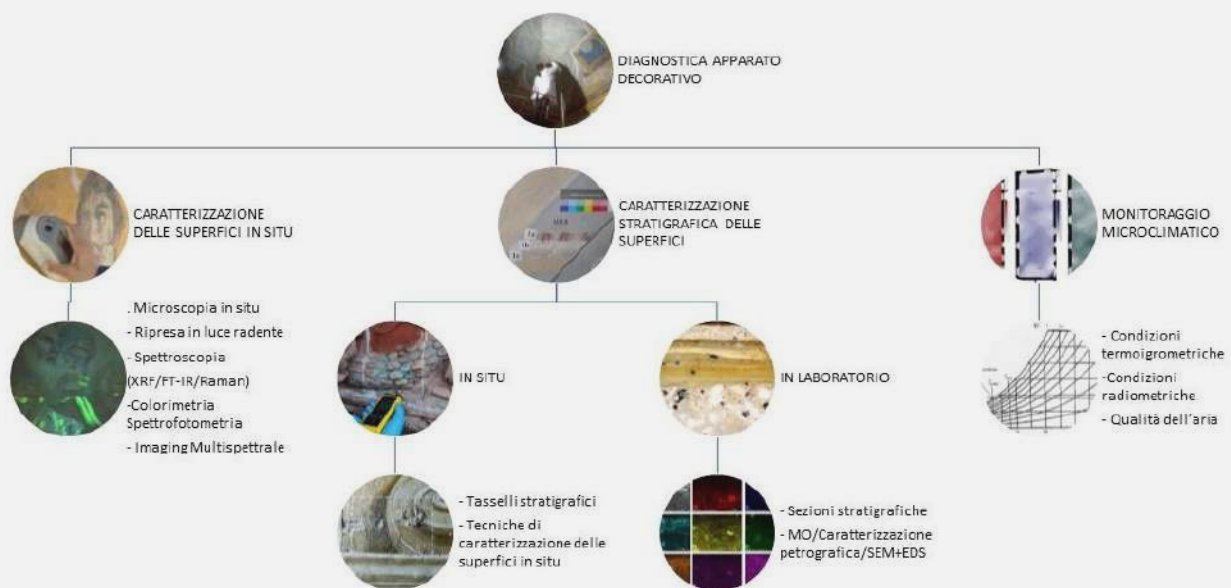 DIAGNOSTICA APPARATO
DECORATIVO
CARATTERIZZAZIONE
DELLE SUPERFICI IN SITU
CARATTERIZZAZIONE
STRATIGRAFICA DELLE
SUPERFICI
MONITORAGGIO
MICROCLIMATICO
. Microscopia in situ
- Ripresa in luce radente
- Spettroscopia
(XRF/FT-IR/Raman)
-Colorimetria
Spettrofotometria
- Imaging Multispettrale
IN SITU
IN LABORATORIO
- Condizioni
termoigrometriche
-Condizioni
radiometriche
- Qualità dell'aria
- Tasselli stratigrafici
- Tecniche di
caratterizzazione delle
superfici in situ
- Sezioni stratigrafiche
- MO/Caratterizzazione
petrografica/SEM+EDS